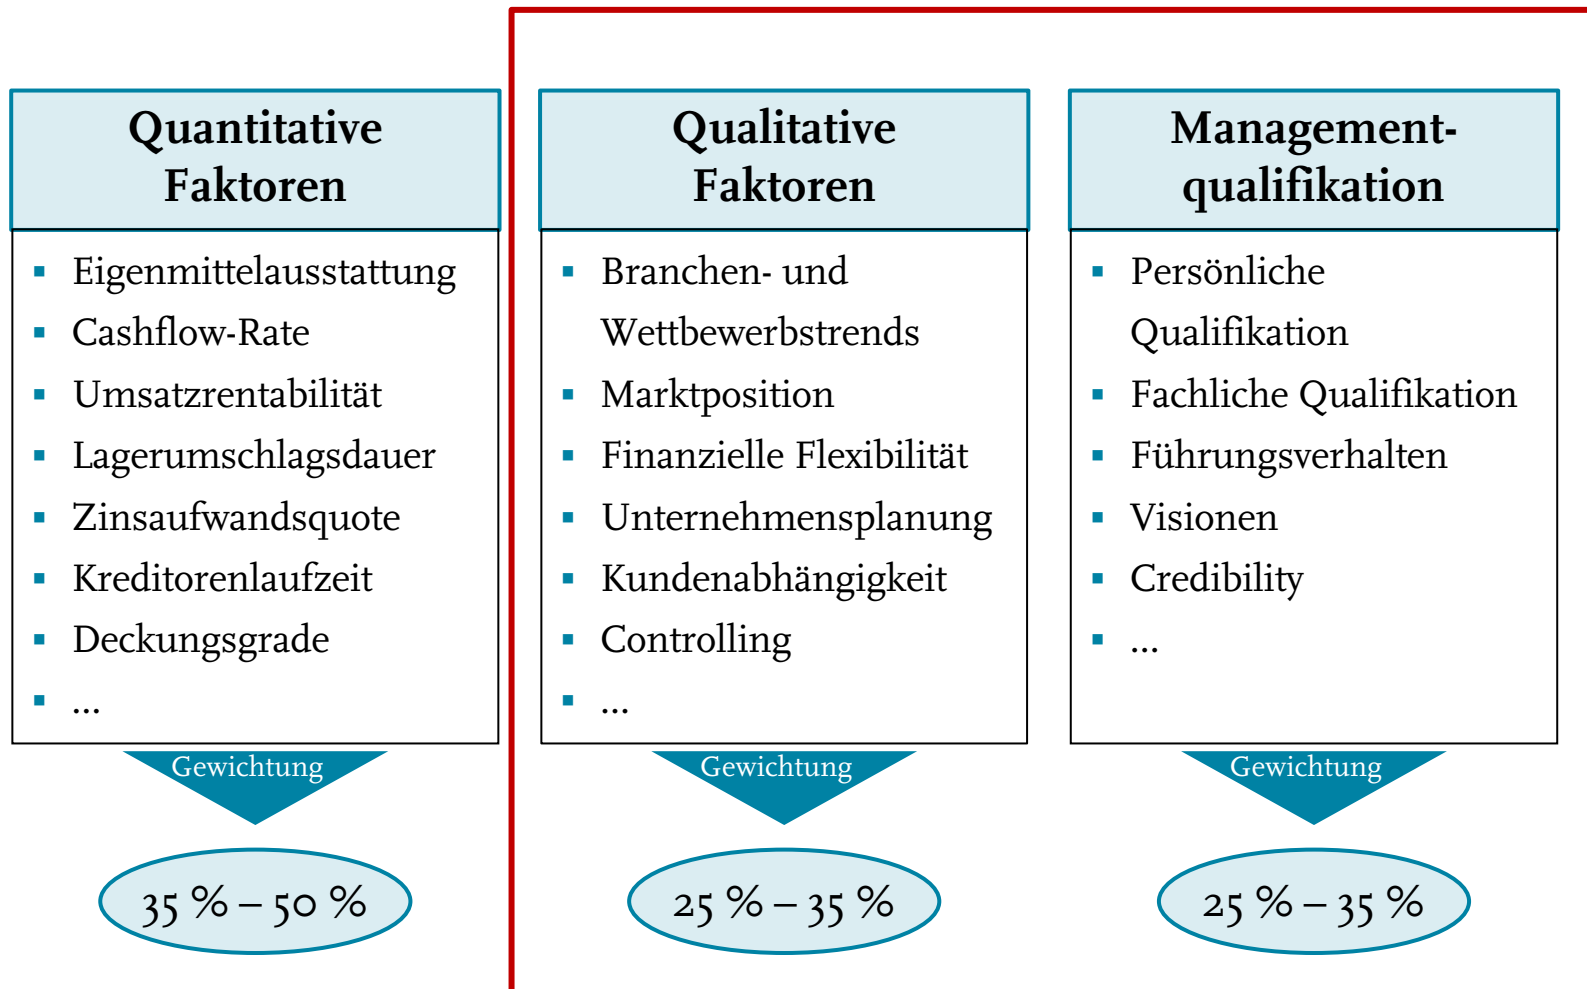 Quantitative
Faktoren
▪ Eigenmittelausstattung
▪ Cashflow-Rate
▪ Umsatzrentabilität
▪ Lagerumschlagsdauer
▪ Zinsaufwandsquote
▪ Kreditorenlaufzeit
▪ Deckungsgrade
▪ ...
Gewichtung
35 % – 50 %
Qualitative
Faktoren
▪ Branchen- und
Wettbewerbstrends
▪ Marktposition
▪ Finanzielle Flexibilität
▪ Unternehmensplanung
▪ Kundenabhängigkeit
▪ Controlling
▪ ...
Gewichtung
25 % – 35 %
Management-
qualifikation
▪ Persönliche
Qualifikation
▪ Fachliche Qualifikation
▪ Führungsverhalten
▪ Visionen
▪ Credibility
▪ ...
Gewichtung
25 % – 35 %